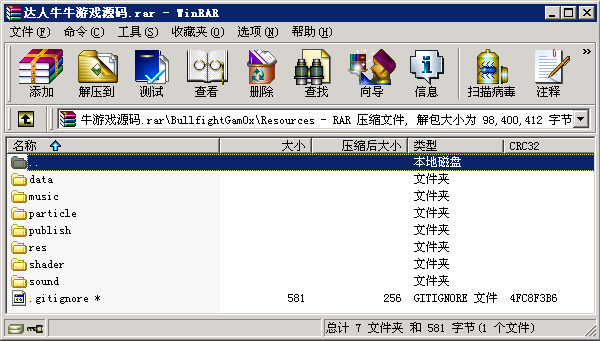 达人牛牛游戏源码.rar - WinRAR
文件(F) 命令(C) 工具(S) 收藏夹(O) 选项(N) 帮助(H)
添加 解压到 测试 查看 删除 查找 向导 信息 扫描病毒 注释 »
牛游戏源码.rar\BullfightGamOx\Resources - RAR 压缩文件, 解包大小为 98,400,412 字节
名称 大小 压缩后大小 类型 CRC32
.. 本地磁盘
data 文件夹
music 文件夹
particle 文件夹
publish 文件夹
res 文件夹
shader 文件夹
sound 文件夹
.gitignore * 581 256 GITIGNORE 文件 4FC8F3B6
总计 7 文件夹 和 581 字节(1 个文件)